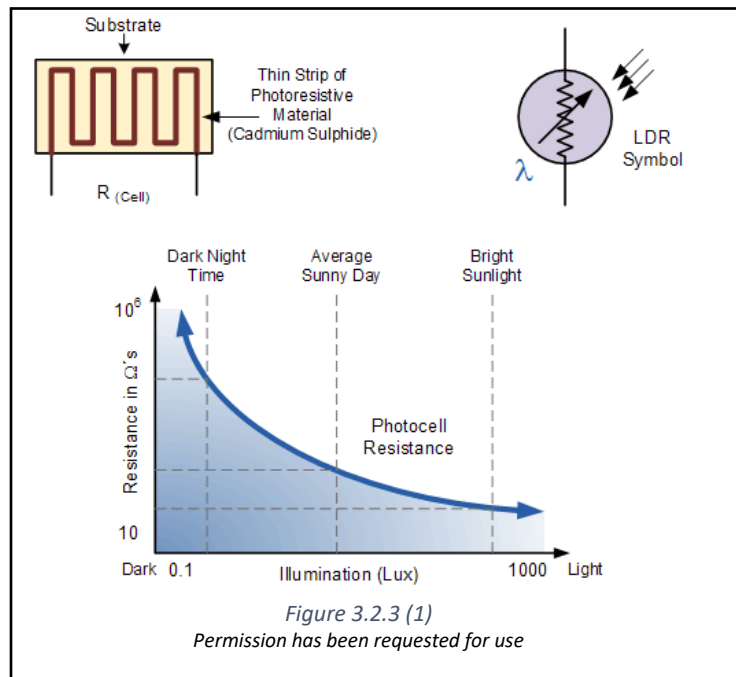 Substrate
Thin Strip of
Photoresistive
Material
(Cadmium Sulphide)
R (Cell)
λ
LDR
Symbol
Dark Night
Time
Average
Sunny Day
Bright
Sunlight
10⁶
Resistance in Ω's
Photocell
Resistance
10
Dark 0.1
Illumination (Lux)
1000 Light
Figure 3.2.3 (1)
Permission has been requested for use